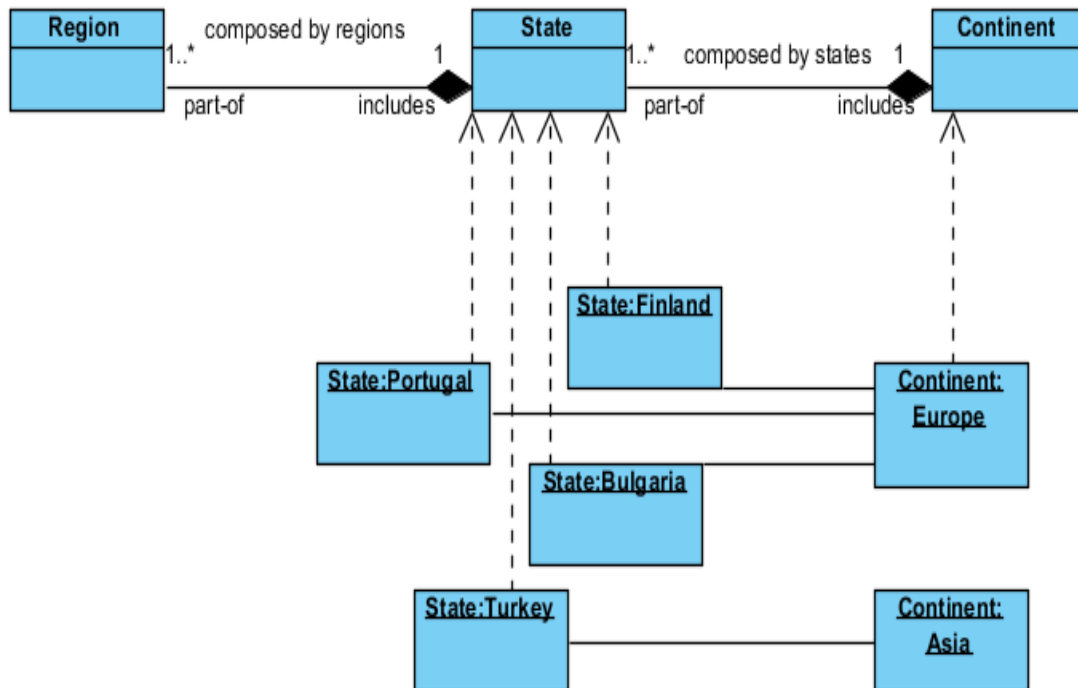 Region
composed by regions
State
composed by states
Continent
1..*
1
1..*
1
part-of
includes
part-of
includes
State:Finland
State:Portugal
Continent:
Europe
State:Bulgaria
State:Turkey
Continent:
Asia